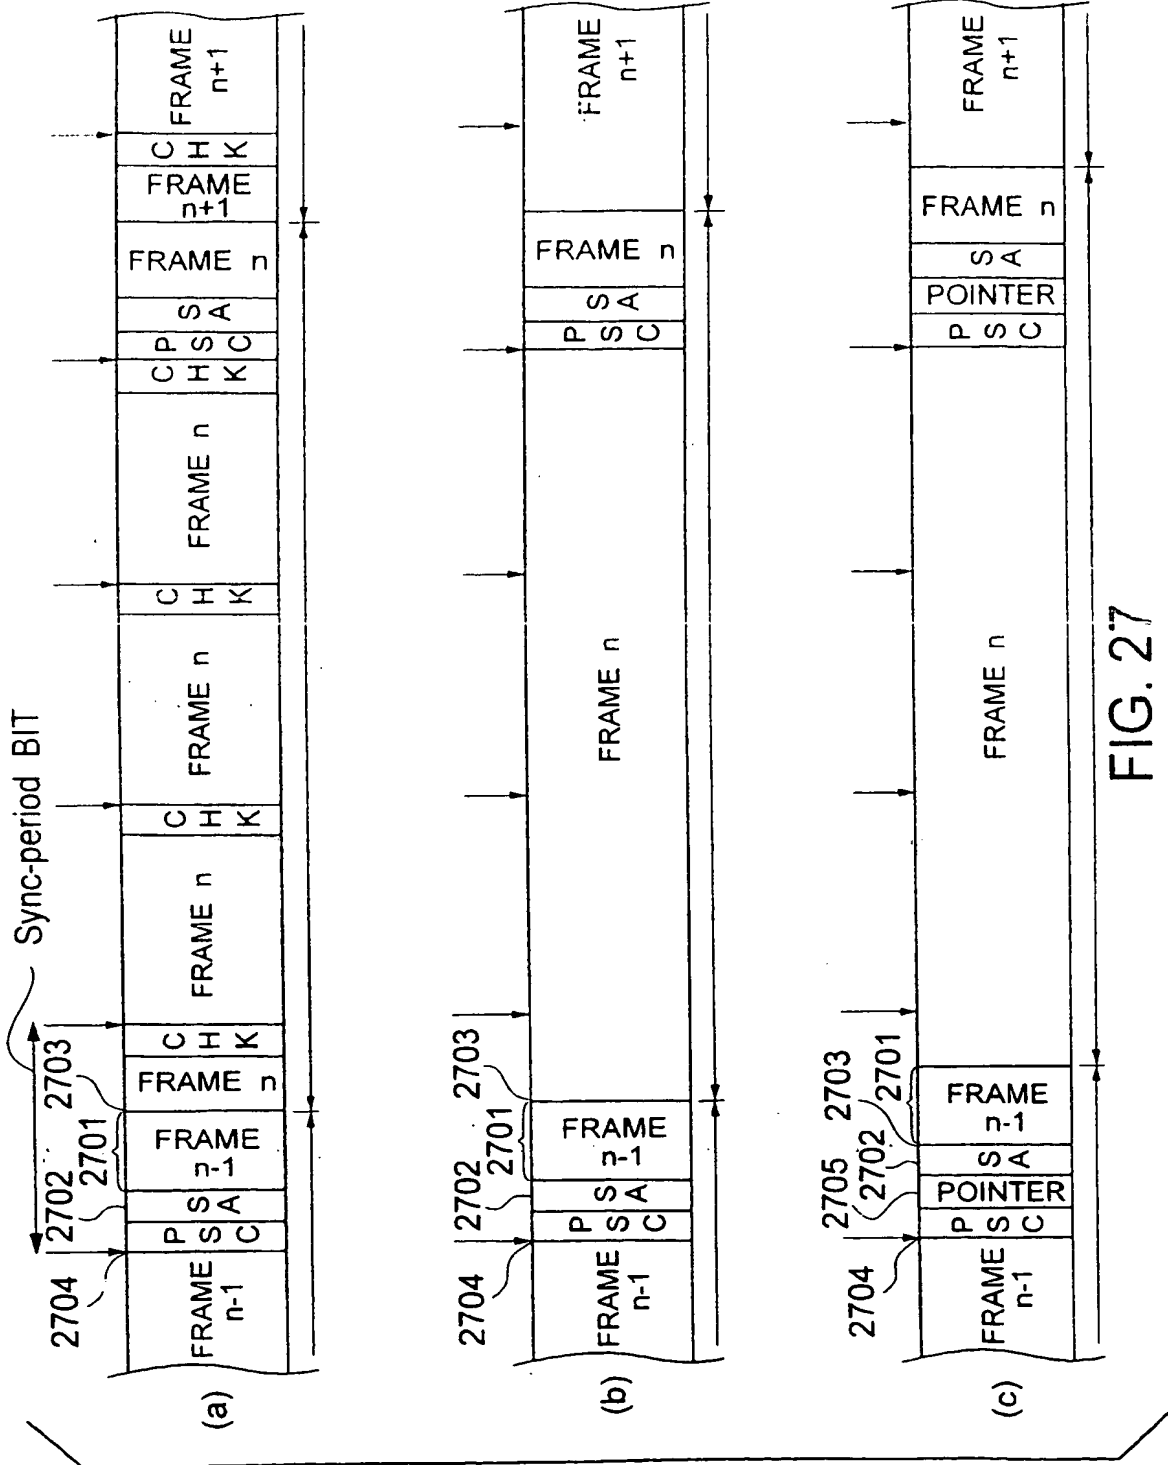 Sync-period BIT
2704
2702
2701
2703
(a)
FRAME
n-1
P
S
C
S
A
FRAME
n-1
FRAME n
C
H
K
FRAME n
C
H
K
FRAME n
C
H
K
FRAME n
C
H
K
P
S
C
S
A
FRAME n
FRAME
n+1
C
H
K
FRAME
n+1
2704
2702
2701
2703
(b)
FRAME
n-1
P
S
C
S
A
FRAME
n-1
FRAME n
P
S
C
S
A
FRAME n
FRAME
n+1
2704
2705
2702
2703
2701
(c)
FRAME
n-1
P
S
C
POINTER
S
A
FRAME
n-1
FRAME n
P
S
C
POINTER
S
A
FRAME n
FRAME
n+1
FIG. 27